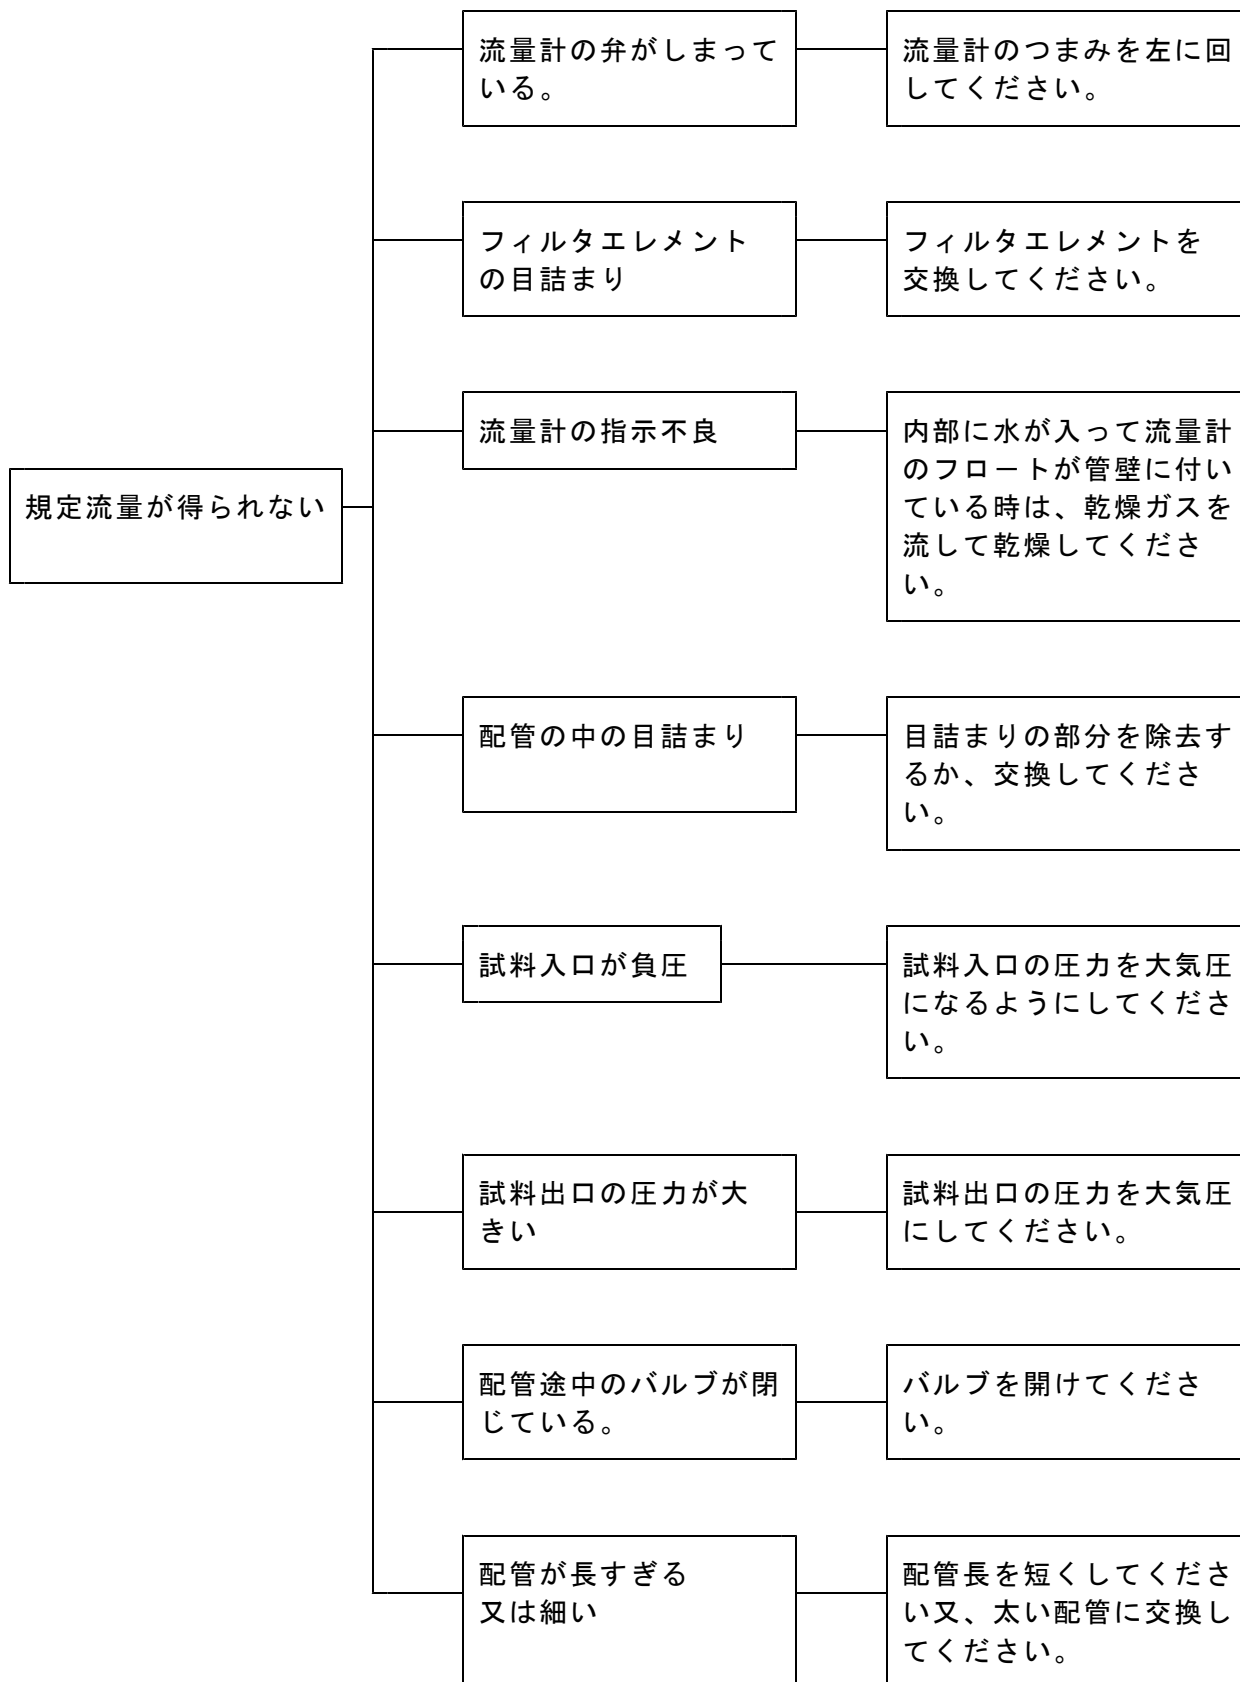 流量計の弁がしまって
いる。
流量計のつまみを左に回
してください。
フィルタエレメント
の目詰まり
フィルタエレメントを
交換してください。
流量計の指示不良
内部に水が入って流量計
のフロートが管壁に付い
ている時は、乾燥ガスを
流して乾燥してくださ
い。
規定流量が得られない
配管の中の目詰まり
目詰まりの部分を除去す
るか、交換してくださ
い。
試料入口が負圧
試料入口の圧力を大気圧
になるようにしてくださ
い。
試料出口の圧力が大
きい
試料出口の圧力を大気圧
にしてください。
配管途中のバルブが閉
じている。
バルブを開けてくださ
い。
配管が長すぎる
又は細い
配管長を短くしてくださ
い又、太い配管に交換し
てください。